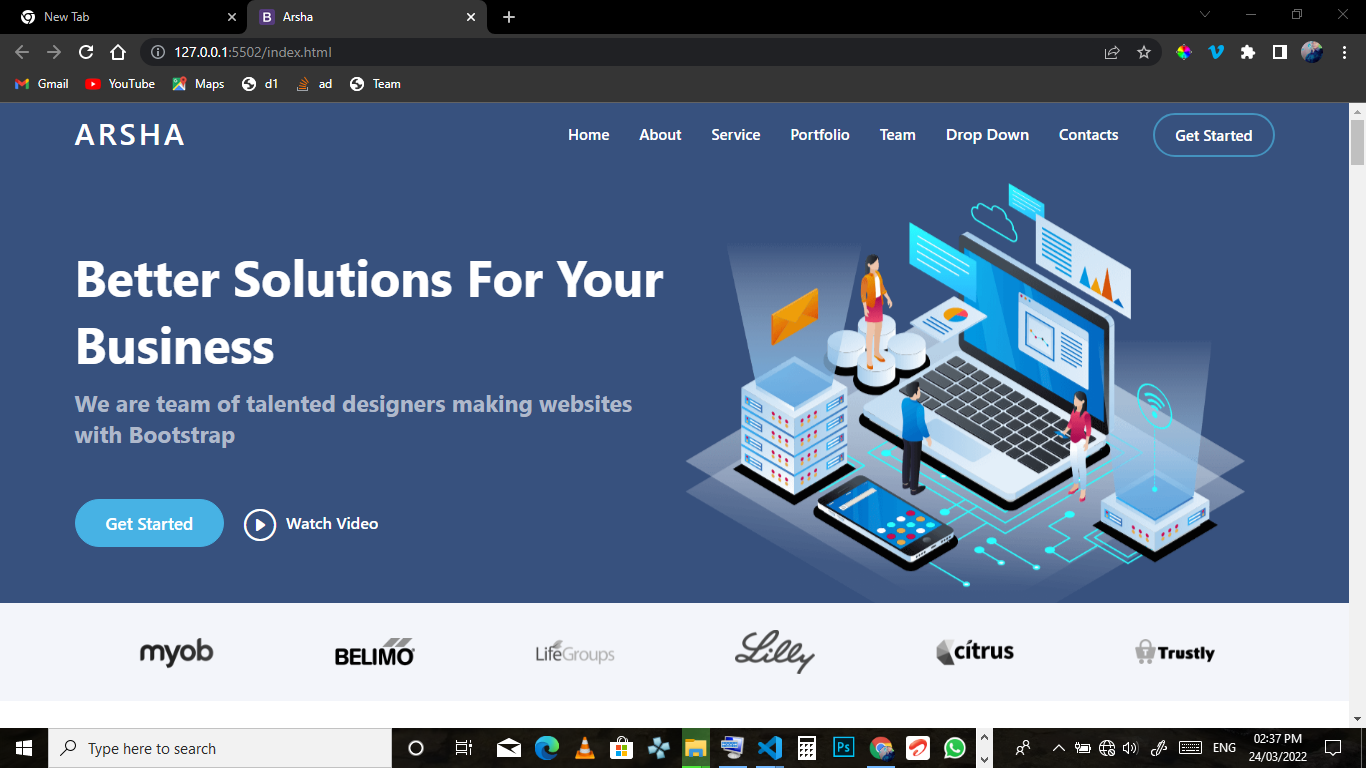 New Tab
Arsha
127.0.0.1:5502/index.html
Gmail YouTube Maps d1 ad Team
ARSHA
Home About Service Portfolio Team Drop Down Contacts Get Started
Better Solutions For Your
Business
We are team of talented designers making websites
with Bootstrap
Get Started Watch Video
myob BELIMO LifeGroups Lilly citrus Trustly
Type here to search
ENG
02:37 PM
24/03/2022